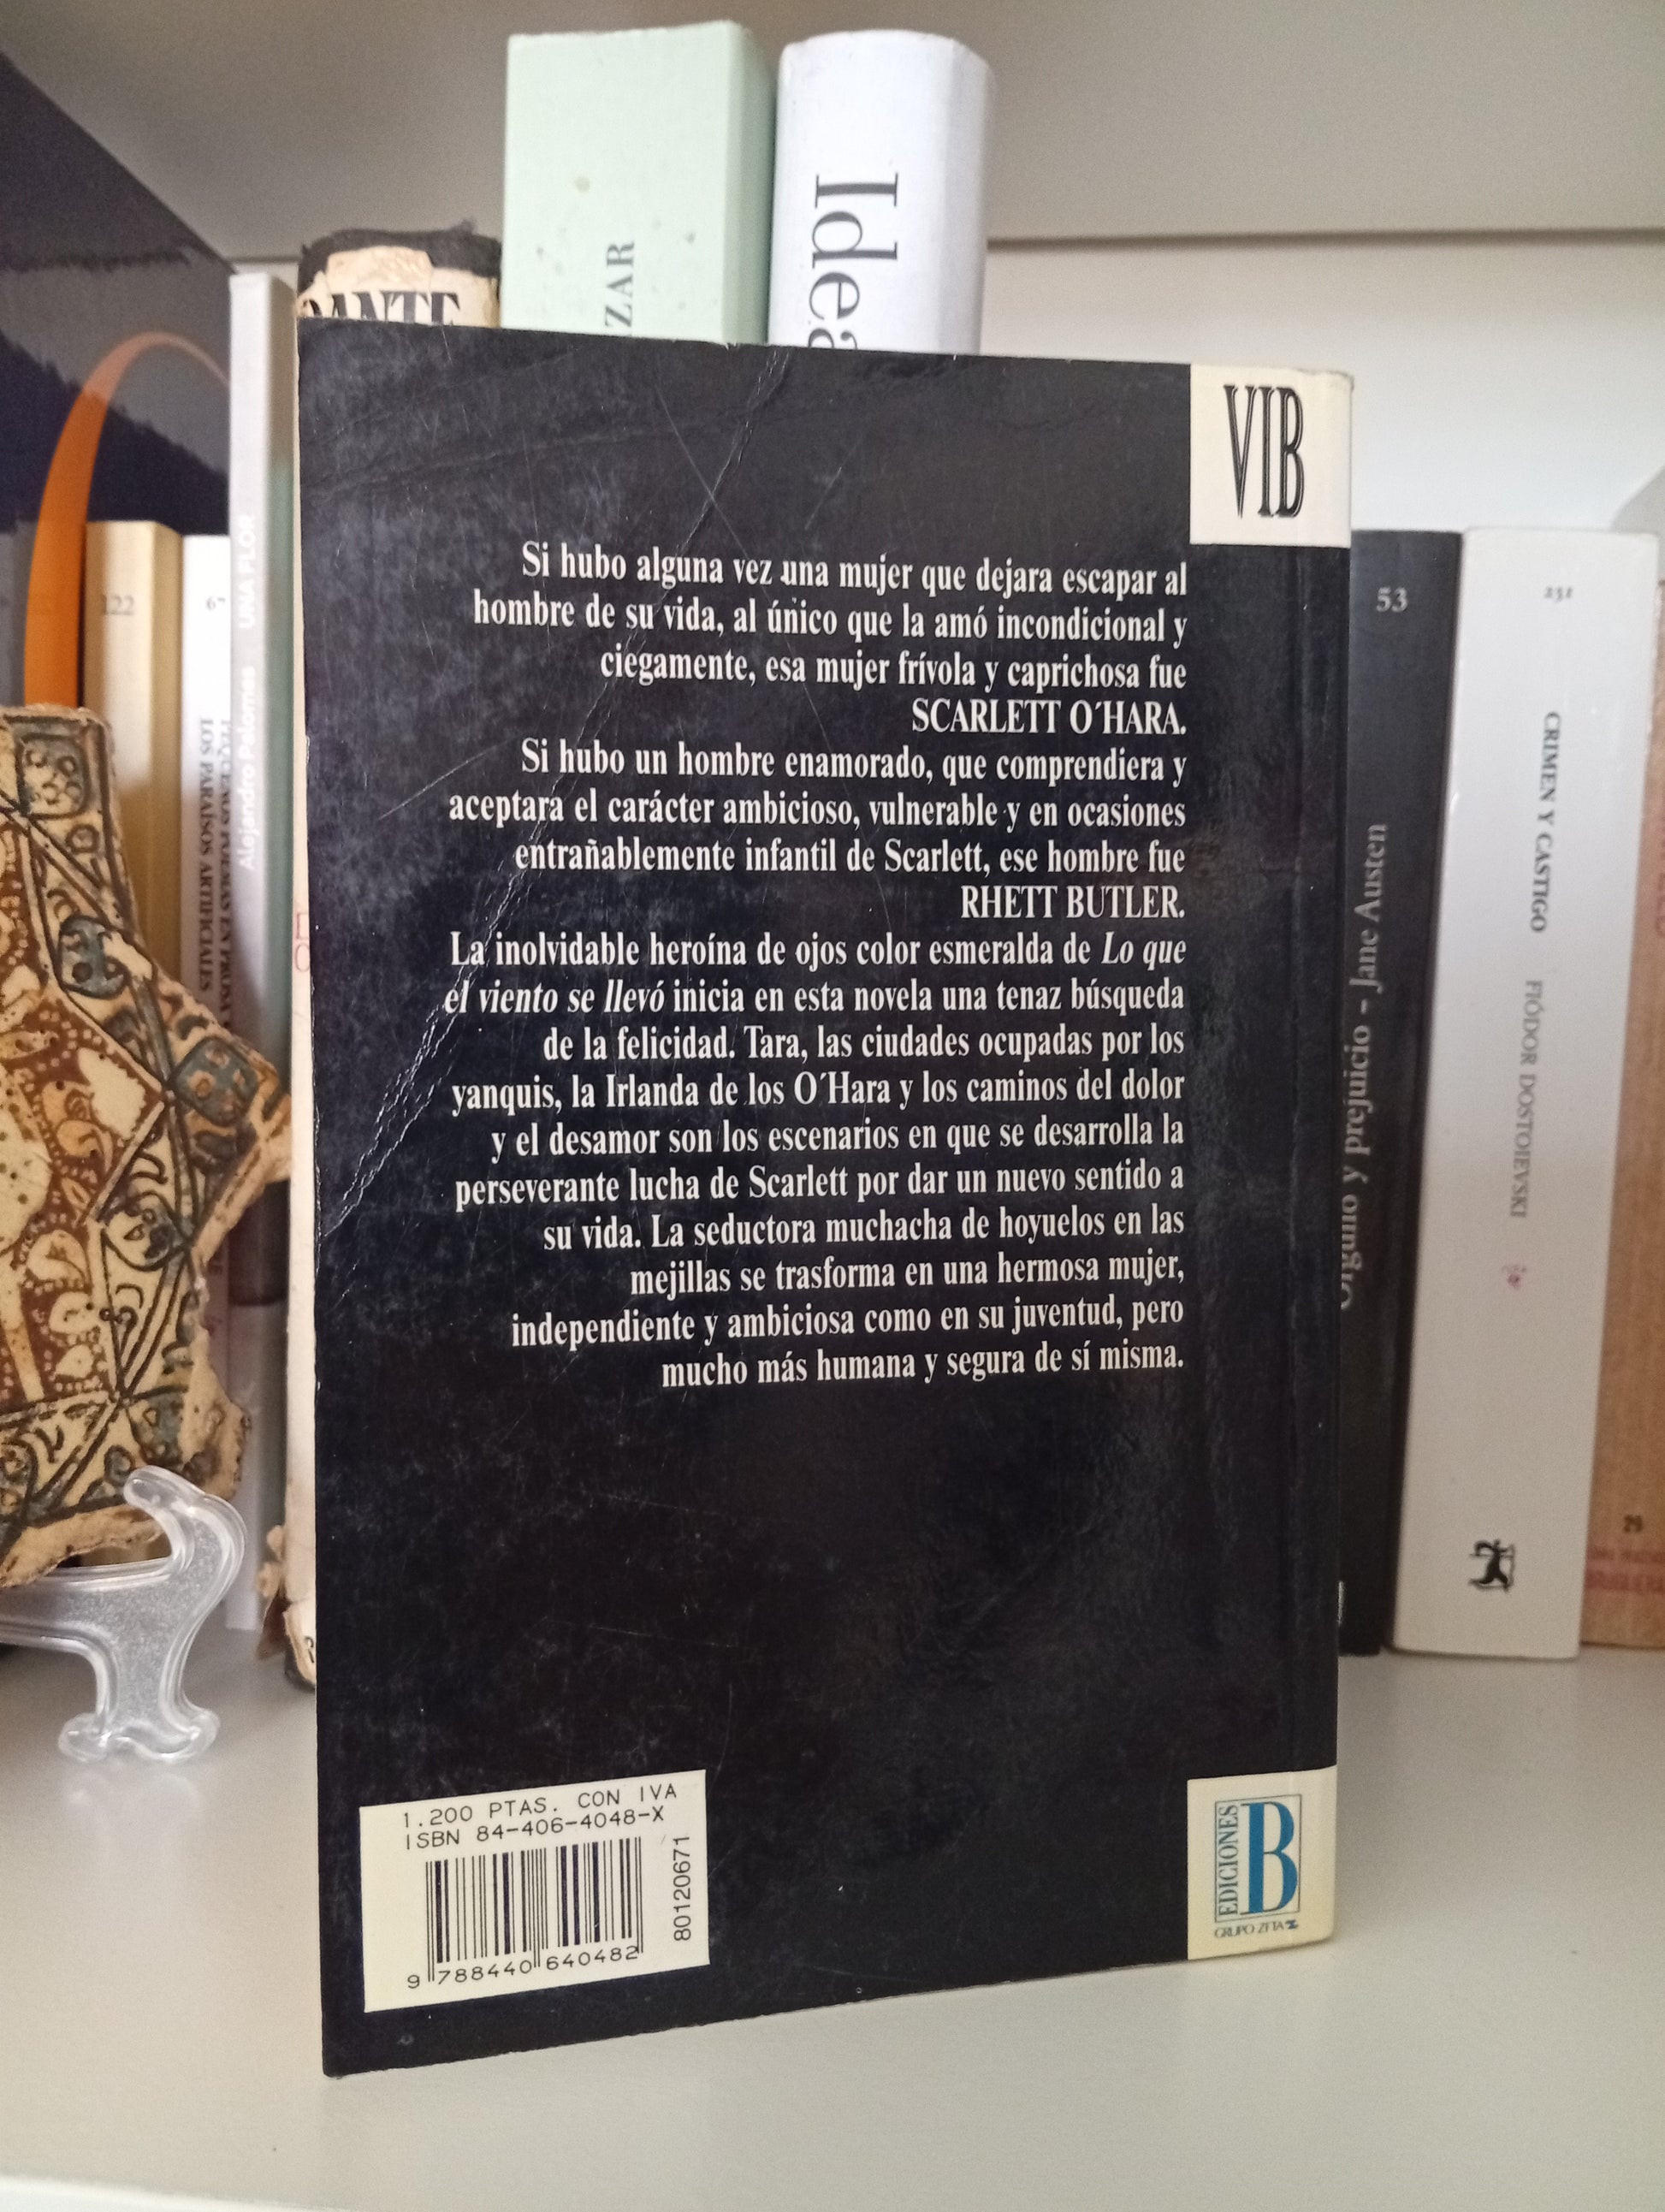 DANTE
ZAR
Idea
VIB
Si hubo alguna vez una mujer que dejara escapar al
hombre de su vida, al único que la amó incondicional y
ciegamente, esa mujer frívola y caprichosa fue
SCARLETT O´HARA.
Si hubo un hombre enamorado, que comprendiera y
aceptara el carácter ambicioso, vulnerable y en ocasiones
entrañablemente infantil de Scarlett, ese hombre fue
RHETT BUTLER.
La inolvidable heroína de ojos color esmeralda de Lo que
el viento se llevó inicia en esta novela una tenaz búsqueda
de la felicidad. Tara, las ciudades ocupadas por los
yanquis, la Irlanda de los O´Hara y los caminos del dolor
y el desamor son los escenarios en que se desarrolla la
perseverante lucha de Scarlett por dar un nuevo sentido a
su vida. La seductora muchacha de hoyuelos en las
mejillas se trasforma en una hermosa mujer,
independiente y ambiciosa como en su juventud, pero
mucho más humana y segura de sí misma.
1.200 PTAS. CON IVA
ISBN 84-406-4048-X
9 788440 640482
80120671
EDICIONES
B
GRUPO ZETA
122
Alejandro Palomas UNA FLOR
LOS PARAÍSOS ARTIFICIALES
53
Orgullo y prejuicio - Jane Austen
231
CRIMEN Y CASTIGO FIÓDOR DOSTOIEVSKI
29